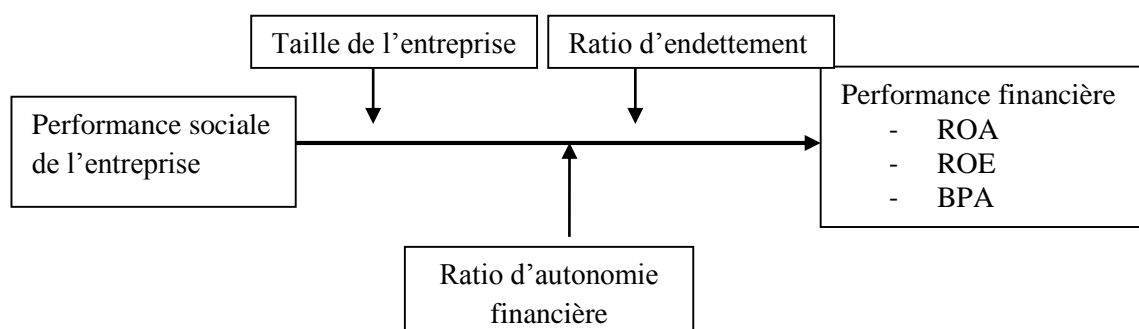 Taille de l’entreprise
Ratio d’endettement
Performance sociale
de l’entreprise
Performance financière
- ROA
- ROE
- BPA
Ratio d’autonomie
financière